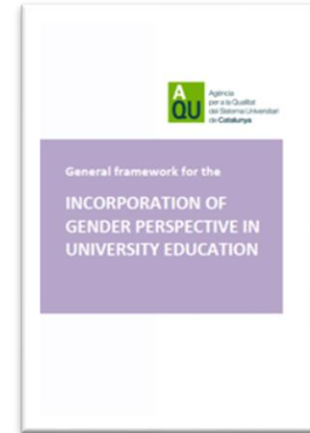 AQU
Agència
per a la Qualitat
del Sistema Universitari
de Catalunya
General framework for the
INCORPORATION OF
GENDER PERSPECTIVE IN
UNIVERSITY EDUCATION